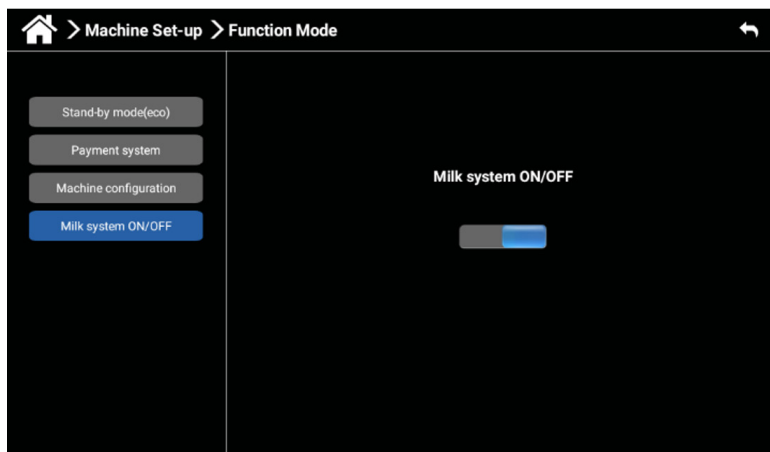 Machine Set-up Function Mode
Stand-by mode(eco)
Payment system
Machine configuration
Milk system ON/OFF
Milk system ON/OFF